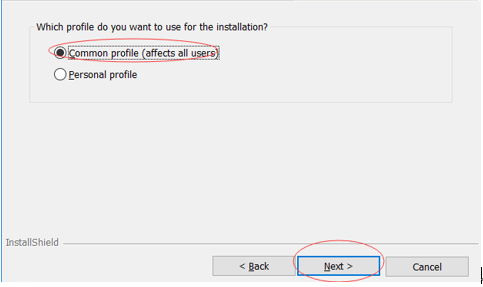 Which profile do you want to use for the installation?
Common profile (affects all users)
Personal profile
InstallShield
< Back
Next >
Cancel